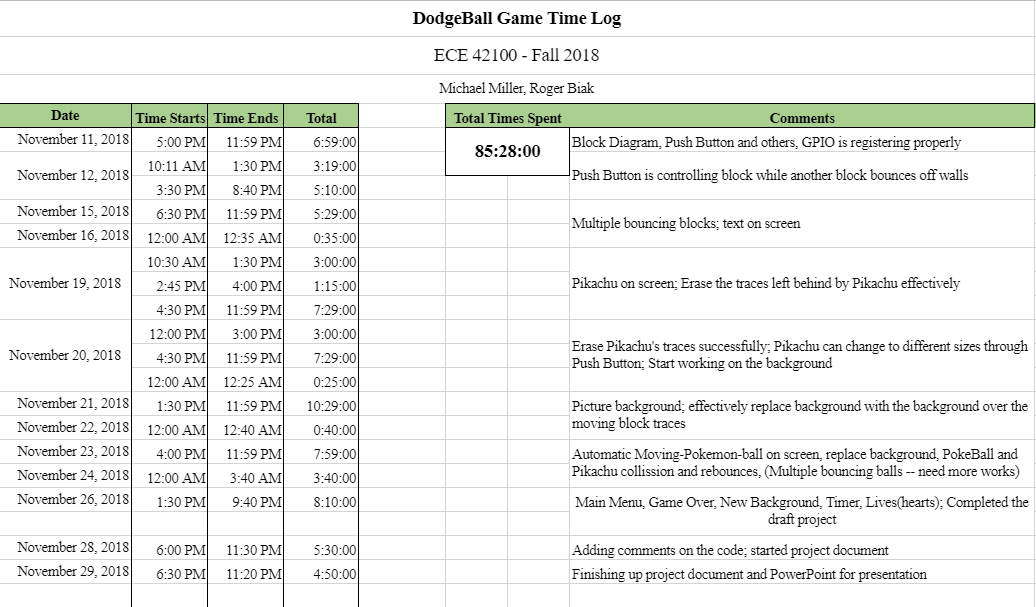 DodgeBall Game Time Log
ECE 42100 - Fall 2018
Michael Miller, Roger Biak
Date Time Starts Time Ends Total Total Times Spent Comments
November 11, 2018 5:00 PM 11:59 PM 6:59:00 85:28:00 Block Diagram, Push Button and others, GPIO is registering properly
November 12, 2018 10:11 AM 1:30 PM 3:19:00 Push Button is controlling block while another block bounces off walls
3:30 PM 8:40 PM 5:10:00
November 15, 2018 6:30 PM 11:59 PM 5:29:00 Multiple bouncing blocks; text on screen
November 16, 2018 12:00 AM 12:35 AM 0:35:00
November 19, 2018 10:30 AM 1:30 PM 3:00:00 Pikachu on screen; Erase the traces left behind by Pikachu effectively
2:45 PM 4:00 PM 1:15:00
4:30 PM 11:59 PM 7:29:00
November 20, 2018 12:00 PM 3:00 PM 3:00:00 Erase Pikachu's traces successfully; Pikachu can change to different sizes through
4:30 PM 11:59 PM 7:29:00 Push Button; Start working on the background
12:00 AM 12:25 AM 0:25:00
November 21, 2018 1:30 PM 11:59 PM 10:29:00 Picture background; effectively replace background with the background over the
November 22, 2018 12:00 AM 12:40 AM 0:40:00 moving block traces
November 23, 2018 4:00 PM 11:59 PM 7:59:00 Automatic Moving-Pokemon-ball on screen, replace background, PokeBall and
November 24, 2018 12:00 AM 3:40 AM 3:40:00 Pikachu collission and rebounces, (Multiple bouncing balls -- need more works)
November 26, 2018 1:30 PM 9:40 PM 8:10:00 Main Menu, Game Over, New Background, Timer, Lives(hearts); Completed the
draft project
November 28, 2018 6:00 PM 11:30 PM 5:30:00 Adding comments on the code; started project document
November 29, 2018 6:30 PM 11:20 PM 4:50:00 Finishing up project document and PowerPoint for presentation